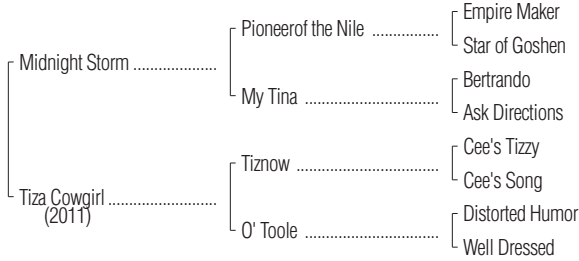 Empire Maker
Pioneerof the Nile ..................
Star of Goshen
Midnight Storm ......................
Bertrando
My Tina ..................................
Ask Directions
Cee's Tizzy
Tiznow ....................................
Cee's Song
Tiza Cowgirl ............................
(2011)
Distorted Humor
O' Toole ..................................
Well Dressed